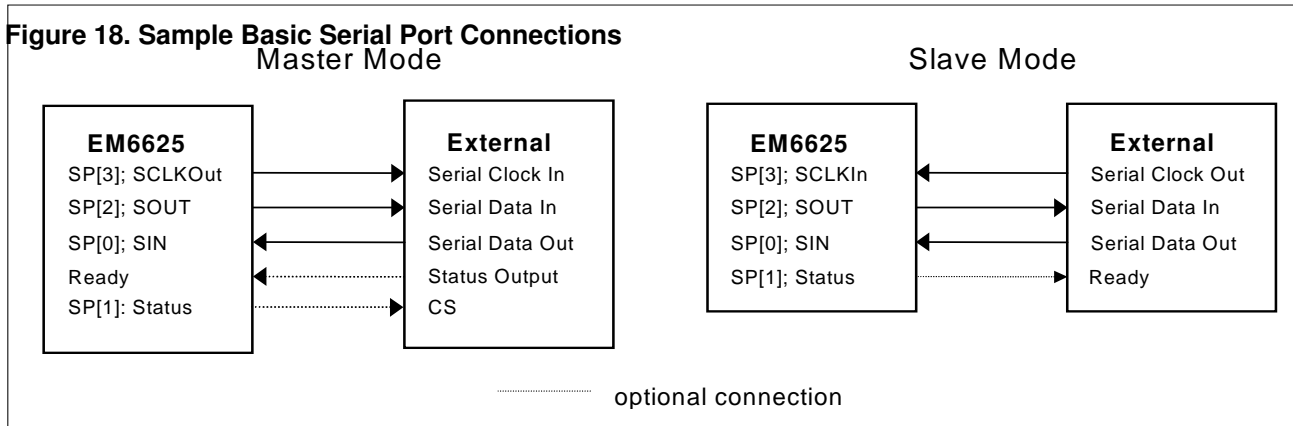 Figure 18. Sample Basic Serial Port Connections
Master Mode
EM6625
SP[3]; SCLKOut
SP[2]; SOUT
SP[0]; SIN
Ready
SP[1]: Status
External
Serial Clock In
Serial Data In
Serial Data Out
Status Output
CS
Slave Mode
EM6625
SP[3]; SCLKIn
SP[2]; SOUT
SP[0]; SIN
SP[1]; Status
External
Serial Clock Out
Serial Data In
Serial Data Out
Ready
optional connection